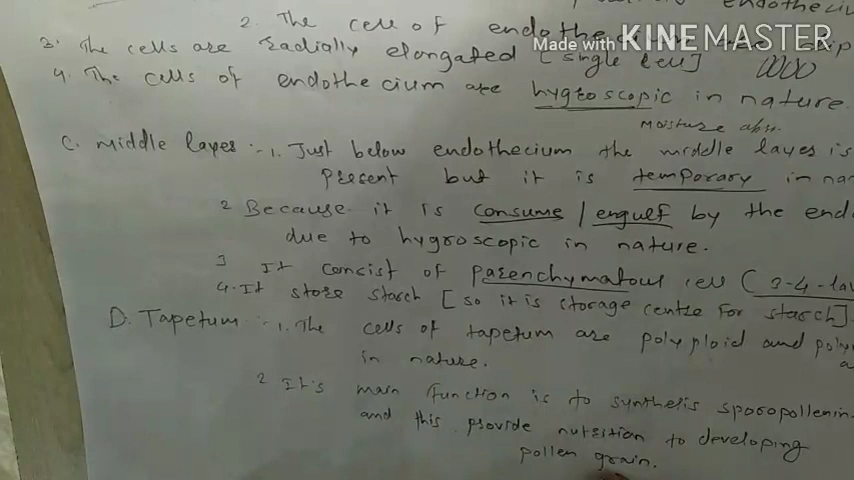 endotheciu
2. The cell of endothe
Made with KINEMASTER
3. The cells are radially elongated [single cell]
4. The cells of endothecium are hygroscopic in nature.
Moisture abs.
C. Middle layer :- 1. Just below endothecium the middle layer is
present but it is temporary in na
2 Because it is consume / engulf by the end
due to hygroscopic in nature.
3 It consist of parenchymatous cell (3-4-la
4. It store starch [so it is storage centre for starch].
D. Tapetum :- 1. The cells of tapetum are polyploid and poly
in nature.
2 It's main function is to synthesis sporopollenin.
and this provide nutrition to developing
pollen grain.